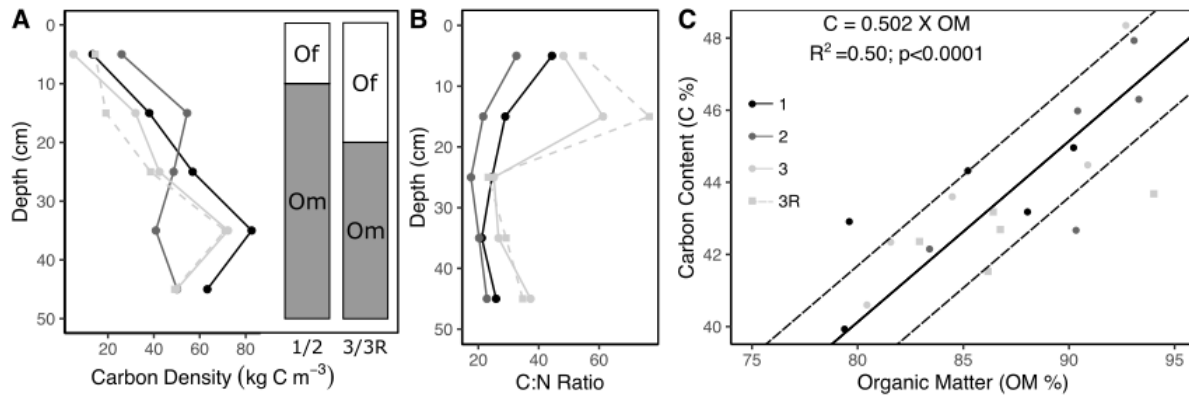 A
0
10
20
30
40
50
Depth (cm)
20
40
60
80
Carbon Density (kg C m⁻³)
Of
Om
1/2
Of
Om
3/3R
B
0
10
20
30
40
50
Depth (cm)
20
40
60
C:N Ratio
C
C = 0.502 X OM
R² =0.50; p<0.0001
1
2
3
3R
48
46
44
42
40
Carbon Content (C %)
75
80
85
90
95
Organic Matter (OM %)